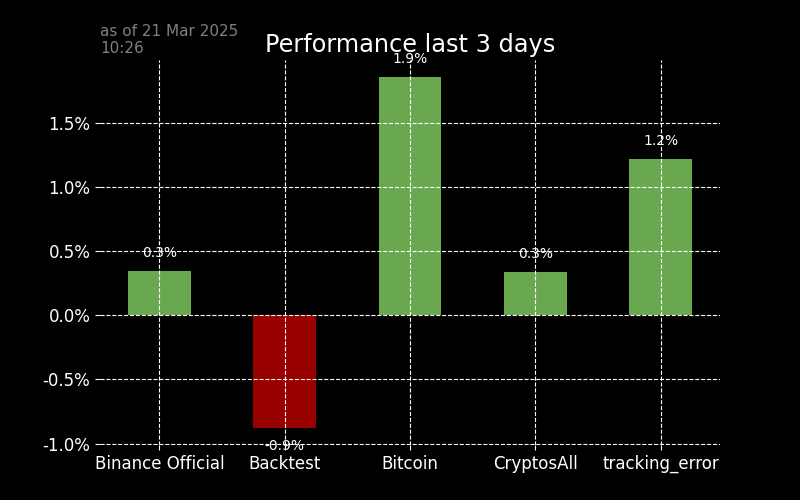 as of 21 Mar 2025
10:26
Performance last 3 days
1.9%
1.5%
1.2%
1.0%
0.5%
0.3%
0.3%
0.0%
-0.5%
-0.9%
-1.0%
Binance Official
Backtest
Bitcoin
CryptosAll
tracking_error